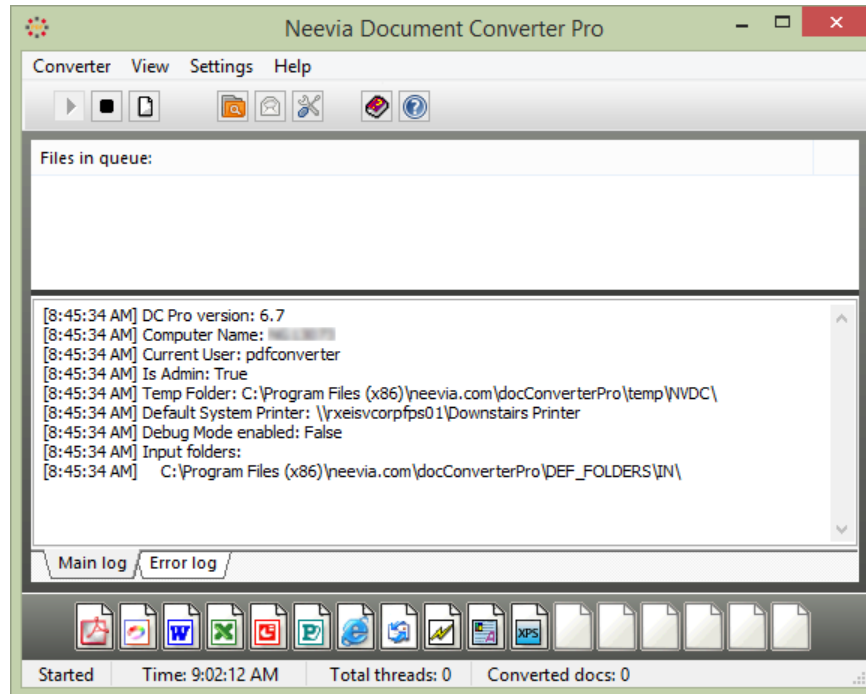 Neevia Document Converter Pro
Converter View Settings Help
Files in queue:
[8:45:34 AM] DC Pro version: 6.7
[8:45:34 AM] Computer Name:
[8:45:34 AM] Current User: pdfconverter
[8:45:34 AM] Is Admin: True
[8:45:34 AM] Temp Folder: C:\Program Files (x86)\neevia.com\docConverterPro\temp\NVDC\
[8:45:34 AM] Default System Printer: \\rxeisvcorpfps01\Downstairs Printer
[8:45:34 AM] Debug Mode enabled: False
[8:45:34 AM] Input folders:
[8:45:34 AM] C:\Program Files (x86)\neevia.com\docConverterPro\DEF_FOLDERS\IN\
Main log Error log
XPS
Started Time: 9:02:12 AM Total threads: 0 Converted docs: 0